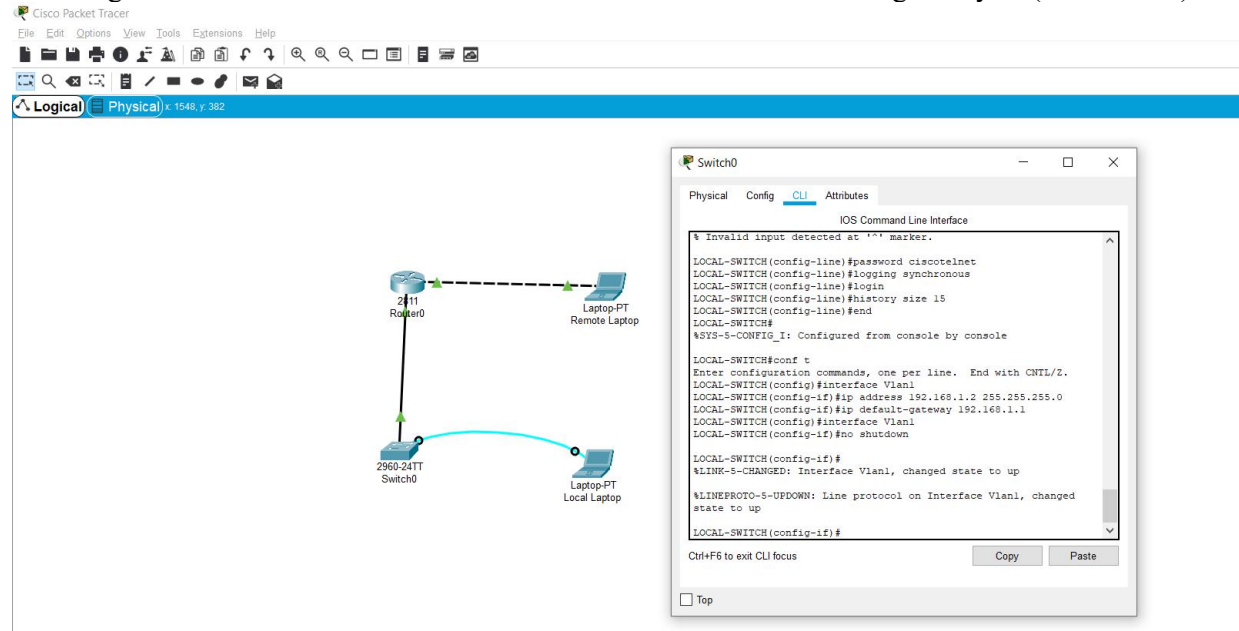 Cisco Packet Tracer
File Edit Options View Tools Extensions Help
Logical Physical x: 1548, y: 382
2811
Router0
Laptop-PT
Remote Laptop
2960-24TT
Switch0
Laptop-PT
Local Laptop
Switch0
Physical Config CLI Attributes
IOS Command Line Interface
% Invalid input detected at '^' marker.
LOCAL-SWITCH(config-line)#password ciscotelnet
LOCAL-SWITCH(config-line)#logging synchronous
LOCAL-SWITCH(config-line)#login
LOCAL-SWITCH(config-line)#history size 15
LOCAL-SWITCH(config-line)#end
LOCAL-SWITCH#
%SYS-5-CONFIG_I: Configured from console by console
LOCAL-SWITCH#conf t
Enter configuration commands, one per line. End with CNTL/Z.
LOCAL-SWITCH(config)#interface Vlan1
LOCAL-SWITCH(config-if)#ip address 192.168.1.2 255.255.255.0
LOCAL-SWITCH(config-if)#ip default-gateway 192.168.1.1
LOCAL-SWITCH(config)#interface Vlan1
LOCAL-SWITCH(config-if)#no shutdown
LOCAL-SWITCH(config-if)#
%LINK-5-CHANGED: Interface Vlan1, changed state to up
%LINEPROTO-5-UPDOWN: Line protocol on Interface Vlan1, changed
state to up
LOCAL-SWITCH(config-if)#
Ctrl+F6 to exit CLI focus Copy Paste
Top